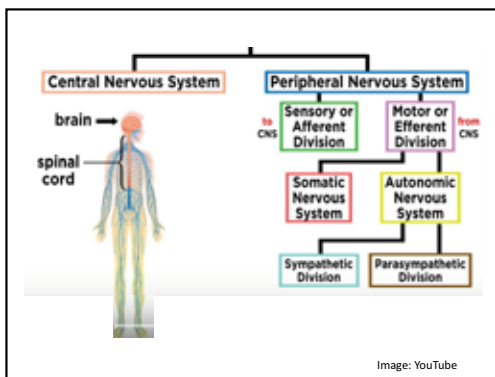 Central Nervous System
Peripheral Nervous System
brain
spinal
cord
to
CNS
Sensory or
Afferent
Division
Motor or
Efferent
Division
from
CNS
Somatic
Nervous
System
Autonomic
Nervous
System
Sympathetic
Division
Parasympathetic
Division
Image: YouTube